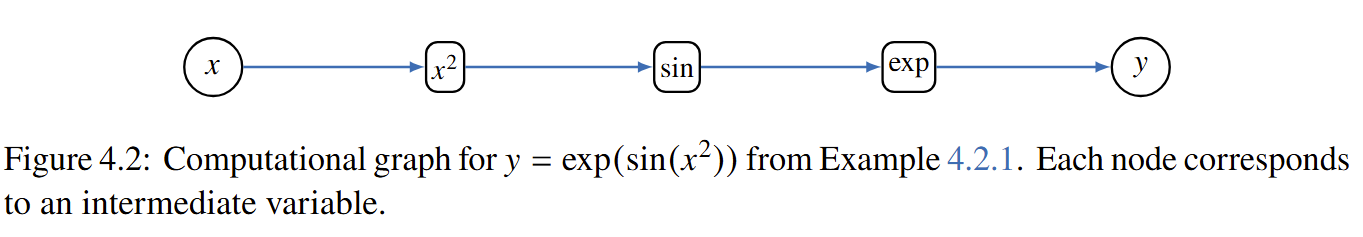 x x² sin exp y
Figure 4.2: Computational graph for y = exp(sin(x²)) from Example 4.2.1. Each node corresponds
to an intermediate variable.